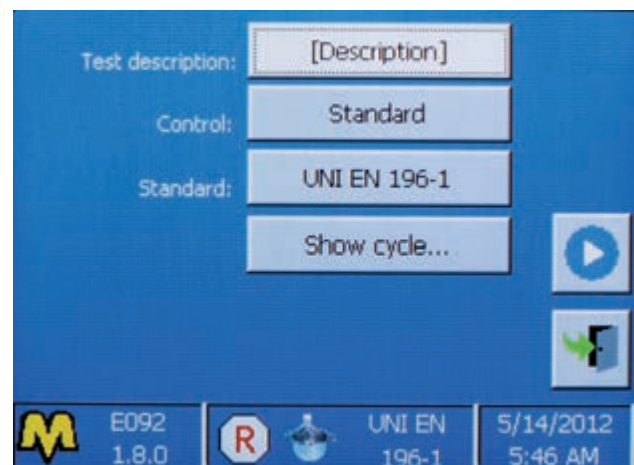 Test description: [Description]
Control: Standard
Standard: UNI EN 196-1
Show cycle...
E092 R UNI EN 5/14/2012
1.8.0 196-1 5:46 AM